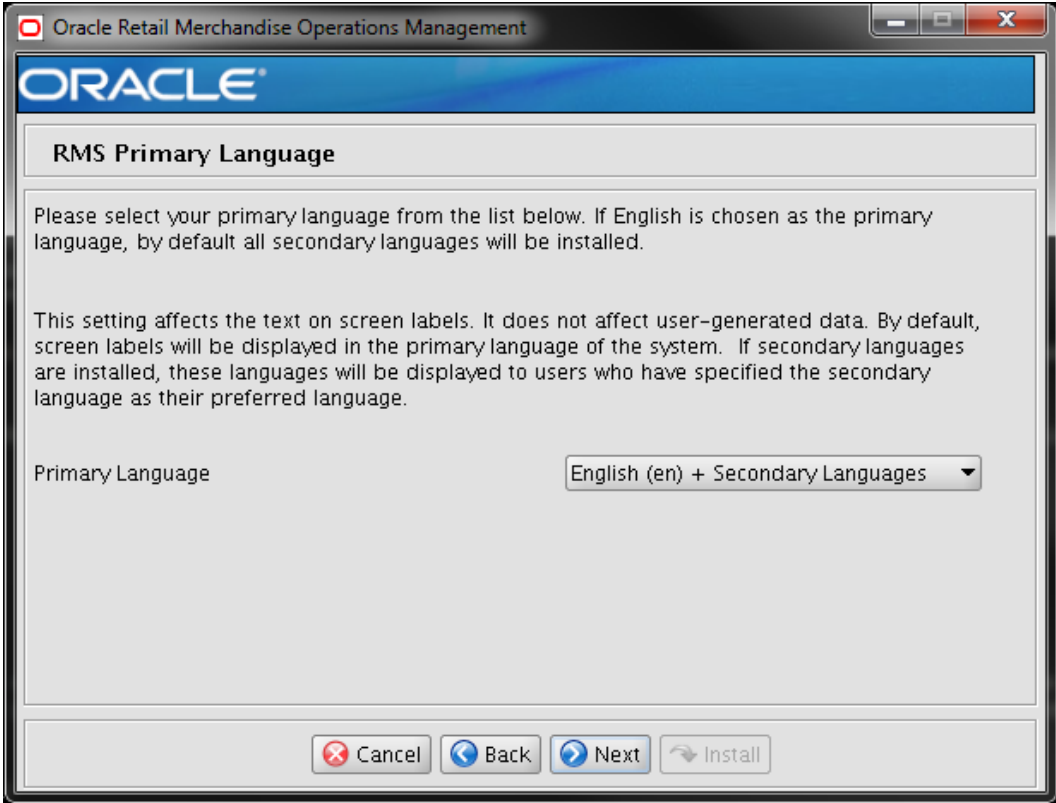 Oracle Retail Merchandise Operations Management
ORACLE
RMS Primary Language
Please select your primary language from the list below. If English is chosen as the primary
language, by default all secondary languages will be installed.
This setting affects the text on screen labels. It does not affect user-generated data. By default,
screen labels will be displayed in the primary language of the system.  If secondary languages
are installed, these languages will be displayed to users who have specified the secondary
language as their preferred language.
Primary Language English (en) + Secondary Languages
Cancel Back Next Install